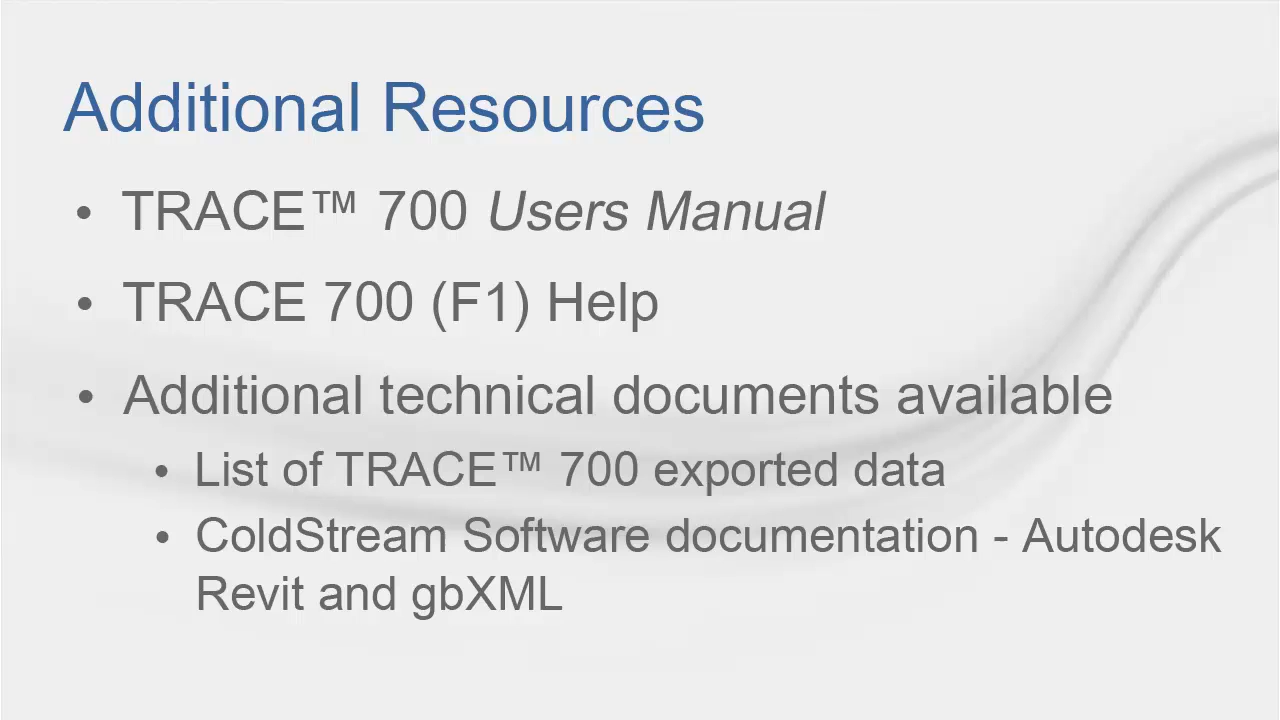 Additional Resources
• TRACE™ 700 Users Manual
• TRACE 700 (F1) Help
• Additional technical documents available
• List of TRACE™ 700 exported data
• ColdStream Software documentation - Autodesk
Revit and gbXML